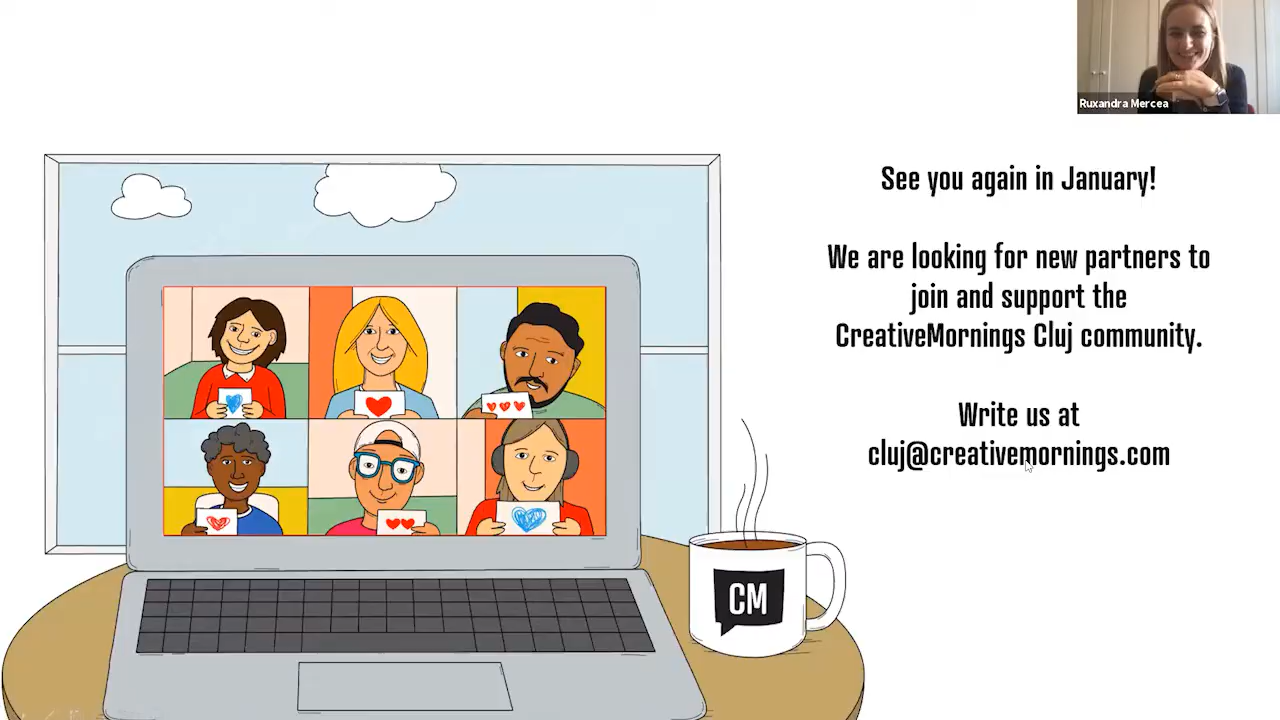 Ruxandra Mercea
See you again in January!
We are looking for new partners to
join and support the
CreativeMornings Cluj community.
Write us at
cluj@creativemornings.com
CM